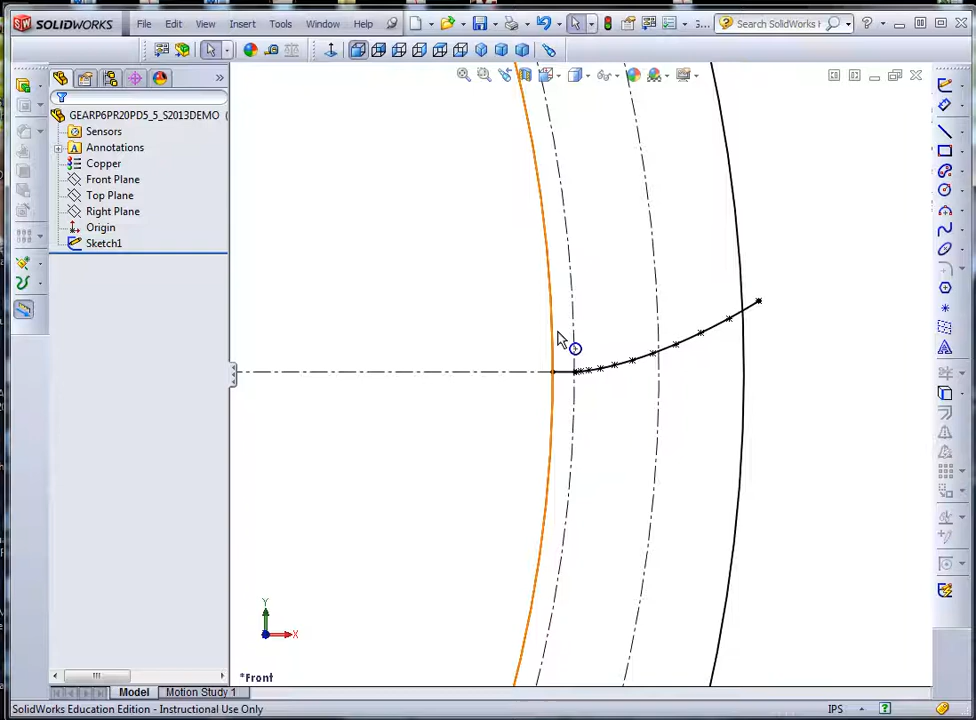 SOLIDWORKS File Edit View Insert Tools Window Help S... Search SolidWorks
GEARP6PR20PD5_5_S2013DEMO (
Sensors
Annotations
Copper
Front Plane
Top Plane
Right Plane
Origin
Sketch1
Y
X
*Front
Model Motion Study 1
SolidWorks Education Edition - Instructional Use Only IPS